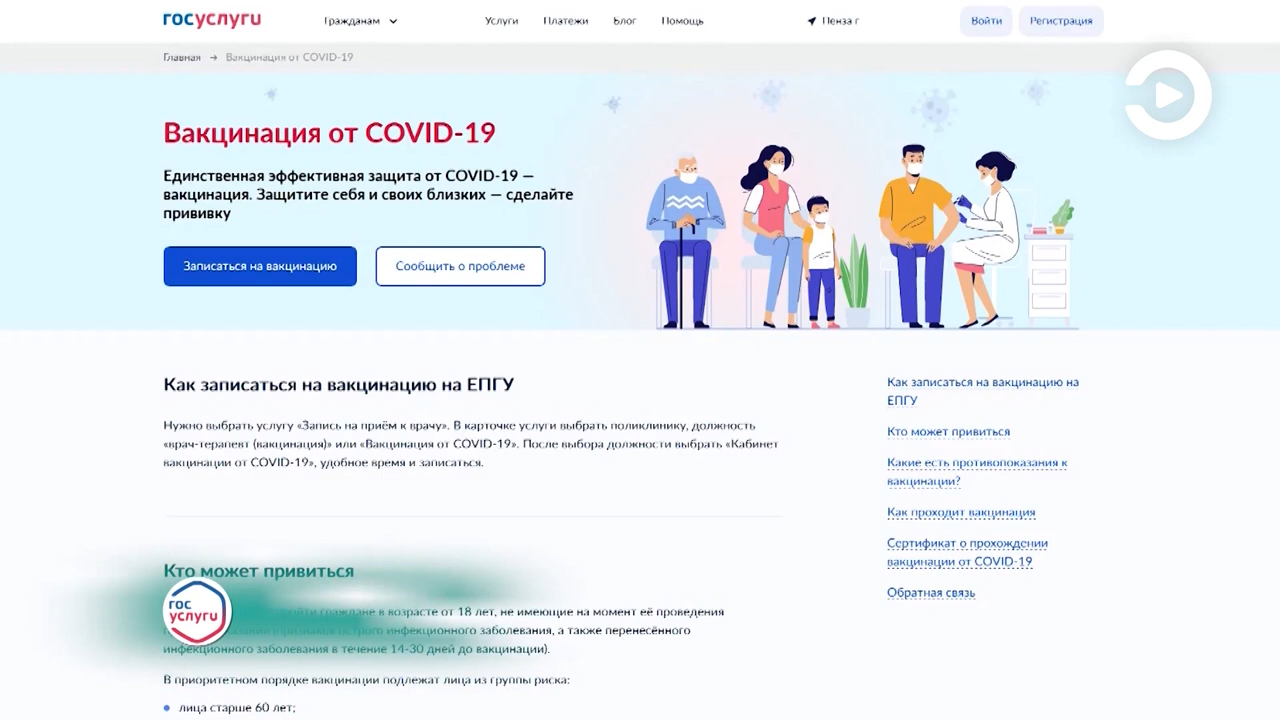 госуслуги
Гражданам
Услуги
Платежи
Блог
Помощь
Пенза г
Войти
Регистрация
Главная → Вакцинация от COVID-19
Вакцинация от COVID-19
Единственная эффективная защита от COVID-19 —
вакцинация. Защитите себя и своих близких — сделайте
прививку
Записаться на вакцинацию
Сообщить о проблеме
Как записаться на вакцинацию на ЕПГУ
Нужно выбрать услугу «Запись на приём к врачу». В карточке услуги выбрать поликлинику, должность
«врач-терапевт (вакцинация)» или «Вакцинация от COVID-19». После выбора должности выбрать «Кабинет
вакцинации от COVID-19», удобное время и записаться.
Кто может привиться
граждане в возрасте от 18 лет, не имеющие на момент её проведения
острого инфекционного заболевания, а также перенесённого
инфекционного заболевания в течение 14-30 дней до вакцинации).
В приоритетном порядке вакцинации подлежат лица из группы риска:
лица старше 60 лет;
гос
услуги
Как записаться на вакцинацию на
ЕПГУ
Кто может привиться
Какие есть противопоказания к
вакцинации?
Как проходит вакцинация
Сертификат о прохождении
вакцинации от COVID-19
Обратная связь